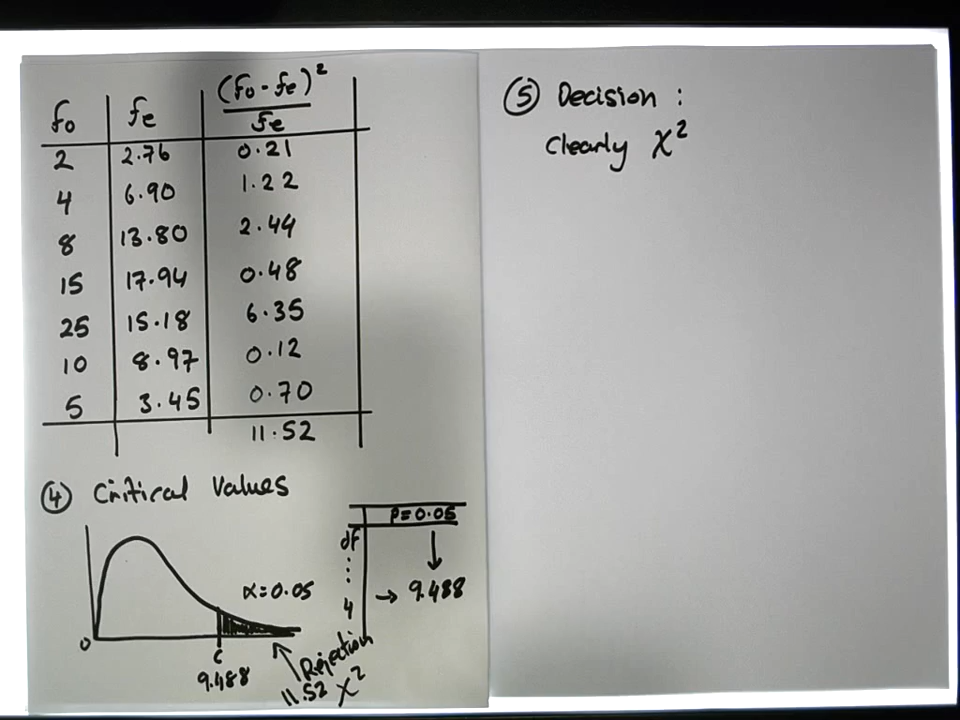 fo fe (fo - fe)²
fe
2 2.76 0.21
4 6.90 1.22
8 13.80 2.44
15 17.94 0.48
25 15.18 6.35
10 8.97 0.12
5 3.45 0.70
11.52
④ Critical Values
P=0.05
df
α=0.05
4 → 9.488
0
c
9.488
Rejection
11.52 χ²
⑤ Decision :
Clearly χ²